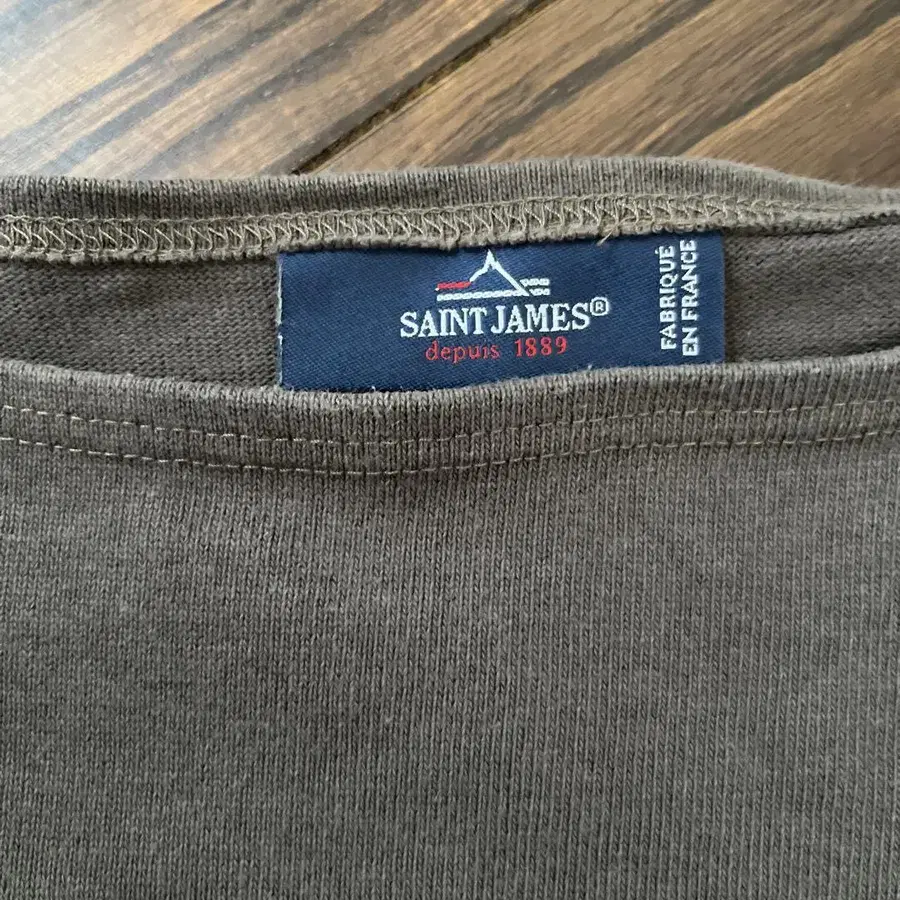 SAINT JAMES®
depuis 1889
FABRIQUÉ
EN FRANCE